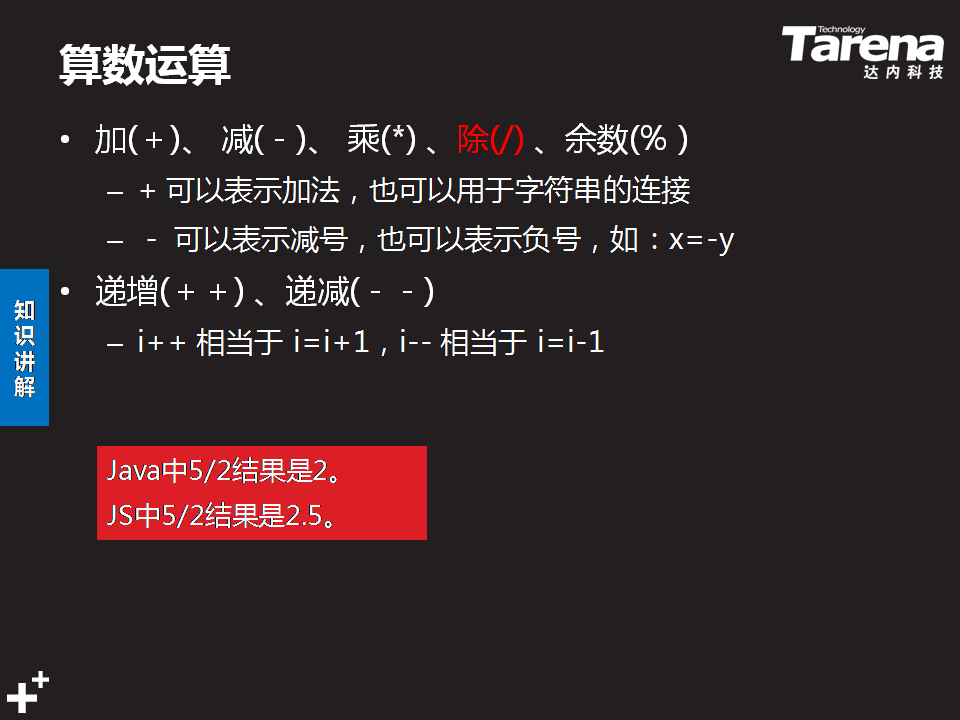 算数运算
Technology
Tarena
达内科技
• 加(+)、 减(-)、 乘(*) 、除(/) 、余数(% )
– + 可以表示加法，也可以用于字符串的连接
– - 可以表示减号，也可以表示负号，如：x=-y
• 递增(++) 、递减(- -)
– i++ 相当于 i=i+1，i-- 相当于 i=i-1
知识讲解
Java中5/2结果是2。
JS中5/2结果是2.5。